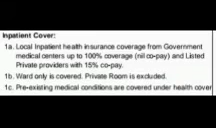 Inpatient Cover:
1a. Local Inpatient health insurance coverage from Government
medical centers up to 100% coverage (nil co-pay) and Listed
Private providers with 15% co-pay.
1b. Ward only is covered. Private Room is excluded.
1c. Pre-existing medical conditions are covered under health cover